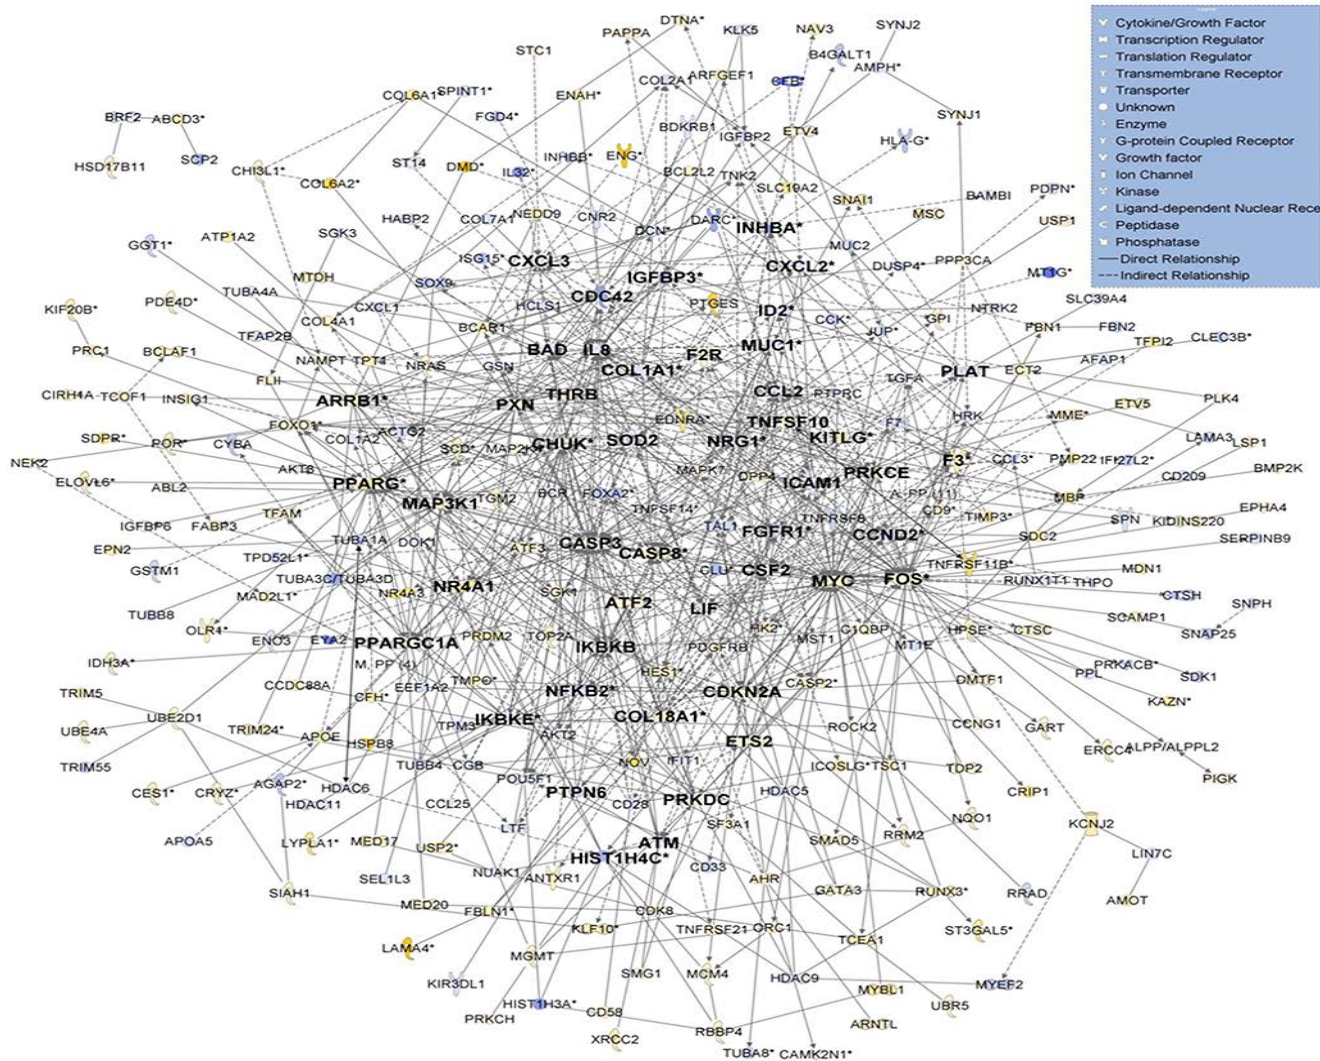 DTNA*
PAPPA
KLK5
NAV3
SYNJ2
STC1
B4GALT1
AMPH*
COL2A1
ARFGEF1
CFB*
COL6A1*
SPINT1*
ENAH*
BRF2
ABCD3*
FGD4*
BDKRB1
IGFBP2
ETV4
SYNJ1
HLA-G*
SCP2
HSD17B11
CHI3L1*
ST14
DMD*
IL32*
INHBB*
ENG*
BCL2L2
TNK2
COL6A2*
SLC19A2
SNAI1
BAMBI
PDPN*
HABP2
COL7A1
NEDD9
CNR2
DCN*
DARC*
INHBA*
MSC
USP1
GGT1*
ATP1A2
SGK3
MUC2
ISG15*
CXCL3
IGFBP3*
CXCL2*
DUSP4*
PPP3CA
MT1G*
MTDH
SOX9
TUBA4A
CDC42
PTGES
KIF20B*
PDE4D*
COL4A1
CXCL1
HCLS1
ID2*
CCK*
JUP*
GPI
NTRK2
SLC39A4
TFAP2B
BCAR1
FBN1
FBN2
TFPI2
CLEC3B*
PRC1
BCLAF1
NAMPT
TPT1
NRAS
GSN
BAD
IL8
F2R
MUC1*
AFAP1
FLII
COL1A1*
TGFA
PLAT
ECT2
CIRH1A
TCOF1
INSIG1
ARRB1*
PXN
THRB
CCL2
PTPRC
HRK
MME*
ETV5
PLK4
FOXO1*
COL1A2
ACTG2
EDNRA*
TNFSF10
F7
SDPR*
POR*
CYBA
SCD*
CHUK*
SOD2
NRG1*
KITLG*
LAMA3
LSP1
NEK2
F3*
CCL3*
PMP22
IFI27L2*
BMP2K
ELOVL6*
ABL2
PPARG*
MAPK7
DPP4
ICAM1
PRKCE
CD209
MAP3K1
TGM2
BCR
FOXA2*
MBP
TFAM
TNFSF14*
CD9*
TIMP3*
EPHA4
IGFBP6
FABP3
TAL1
SPN
KIDINS220
TUBA1A
DOK1
ATF3
CASP3
CASP8*
FGFR1*
CCND2*
SDC2
SERPINB9
EPN2
TPD52L1*
GSTM1
TUBA3C/TUBA3D
CLU*
CSF2
MYC
FOS*
TNFRSF11B*
MDN1
RUNX1T1
THPO
MAD2L1*
NR4A3
NR4A1
SGK1
CTSH
TUBB8
ATF2
LIF
SCAMP1
SNPH
OLR1*
ENO3
EYA2
PPARGC1A
PRDM2
TOP2A
IKBKB
PDGFRB
MST1
C1QBP
MT1E
HPSE*
CTSC
SNAP25
IDH3A*
HES1*
PRKACB*
SDK1
PPL
TRIM5
CCDC88A
CFH*
EEF1A2
TMPO*
NFKB2*
CDKN2A
CASP2*
DMTF1
KAZN*
UBE2D1
UBE4A
TRIM24*
APOE
HSPB8
TPM3
IKBKE*
AKT2
COL18A1*
ROCK2
CCNG1
GART
ETS2
ERCC4
ALPP/ALPPL2
TRIM55
TUBB4
CGB
NOV
IFIT1
ICOSLG*
TSC1
TDP2
PIGK
CES1*
CRYZ*
AGAP2*
HDAC6
POU5F1
PTPN6
CD28
PRKDC
HDAC5
CRIP1
HDAC11
CCL25
KCNJ2
LTF
SF3A1
NQO1
APOA5
LYPLA1*
MED17
USP2*
ATM
HIST1H4C*
SMAD5
RRM2
LIN7C
SEL1L3
NUAK1
ANTXR1
CD33
AHR
GATA3
RUNX3*
RRAD
SIAH1
MED20
FBLN1*
CDK8
AMOT
KLF10*
TNFRSF21
ORC1
TCEA1
ST3GAL5*
LAMA4*
MGMT
SMG1
MCM4
HDAC9
KIR3DL1
MYBL1
MYEF2
HIST1H3A*
CD58
UBR5
PRKCH
RBBP4
ARNTL
XRCC2
TUBA8*
CAMK2N1*
Cytokine/Growth Factor
Transcription Regulator
Translation Regulator
Transmembrane Receptor
Transporter
Unknown
Enzyme
G-protein Coupled Receptor
Growth factor
Ion Channel
Kinase
Ligand-dependent Nuclear Rece
Peptidase
Phosphatase
Direct Relationship
Indirect Relationship